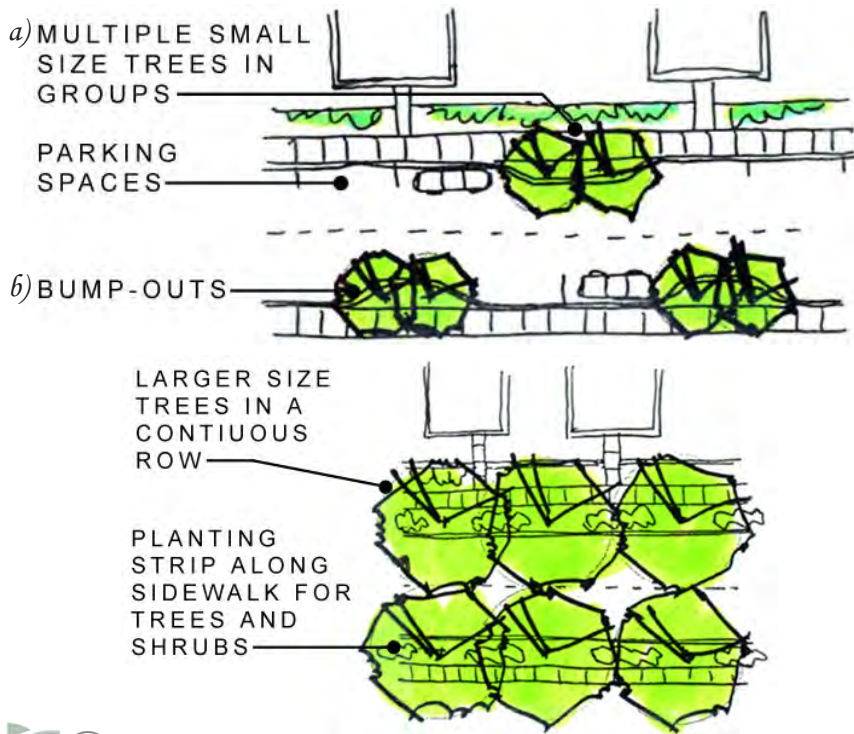 a) MULTIPLE SMALL
SIZE TREES IN
GROUPS
PARKING
SPACES
b) BUMP-OUTS
LARGER SIZE
TREES IN A
CONTIUOUS
ROW
PLANTING
STRIP ALONG
SIDEWALK FOR
TREES AND
SHRUBS